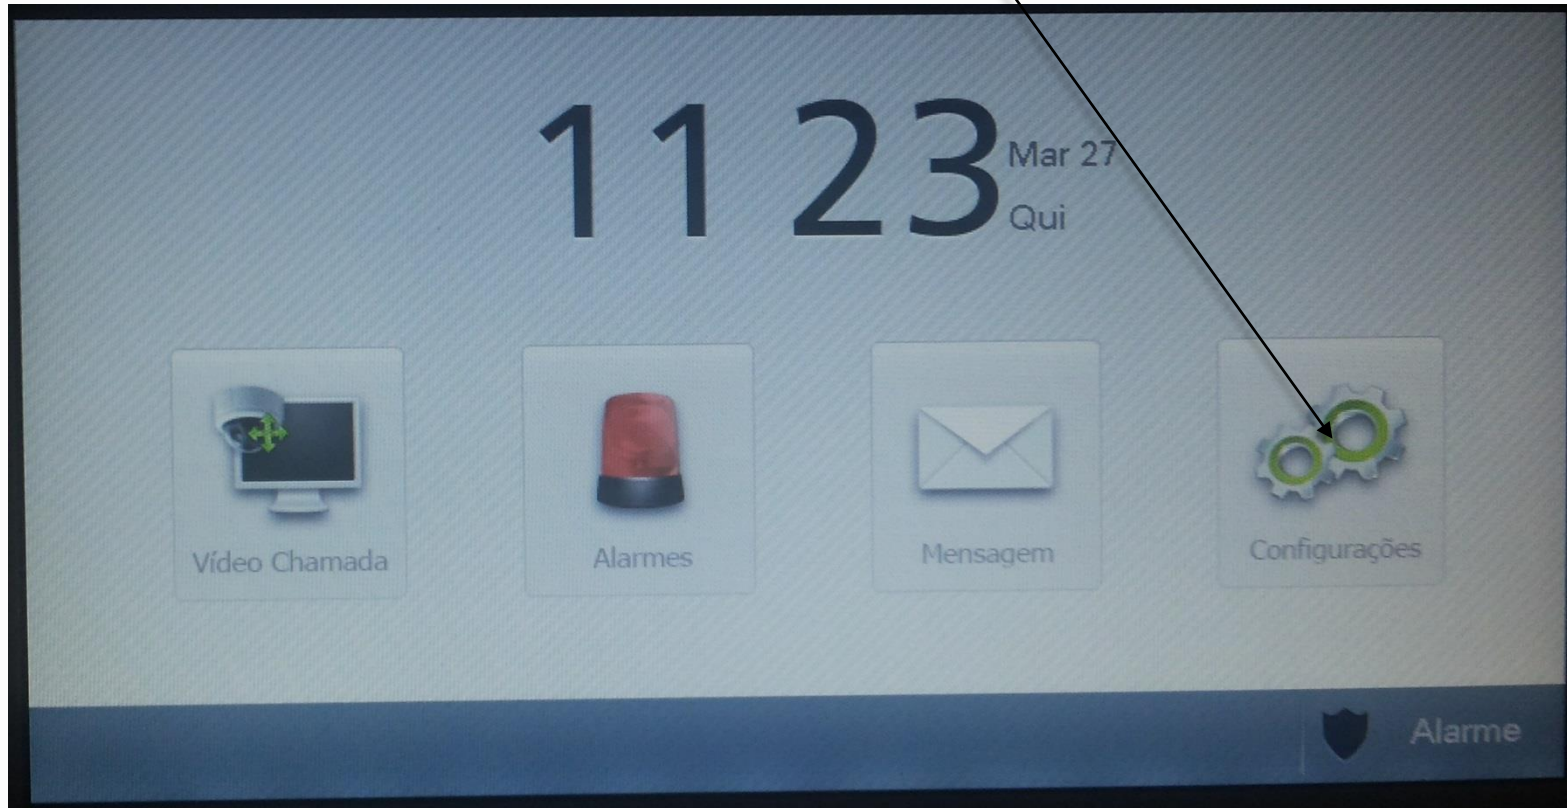 11 23
Mar 27
Qui
Vídeo Chamada
Alarmes
Mensagem
Configurações
Alarme